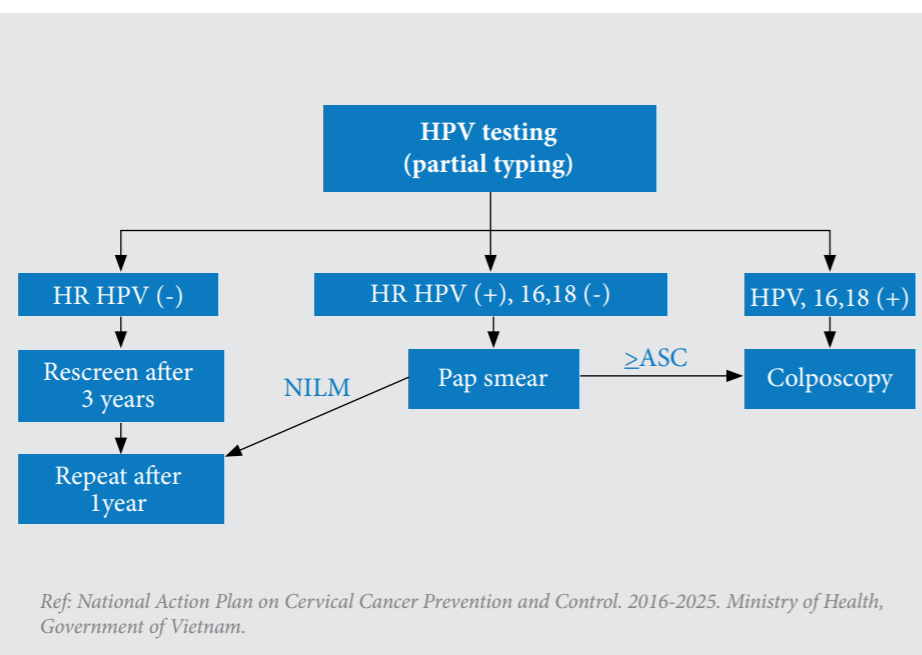 HPV testing
(partial typing)
HR HPV (-)
HR HPV (+), 16,18 (-)
HPV, 16,18 (+)
Rescreen after
3 years
NILM
Pap smear
≥ASC
Colposcopy
Repeat after
1year
Ref: National Action Plan on Cervical Cancer Prevention and Control. 2016-2025. Ministry of Health,
Government of Vietnam.